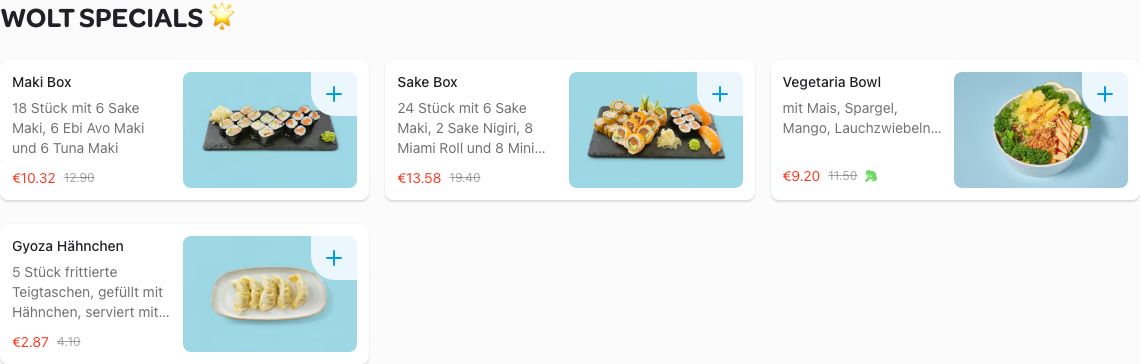 WOLT SPECIALS 🌟
Maki Box
18 Stück mit 6 Sake
Maki, 6 Ebi Avo Maki
und 6 Tuna Maki
€10.32 12.90
Sake Box
24 Stück mit 6 Sake
Maki, 2 Sake Nigiri, 8
Miami Roll und 8 Mini...
€13.58 19.40
Vegetaria Bowl
mit Mais, Spargel,
Mango, Lauchzwiebeln...
€9.20 11.50
Gyoza Hähnchen
5 Stück frittierte
Teigtaschen, gefüllt mit
Hähnchen, serviert mit...
€2.87 4.10